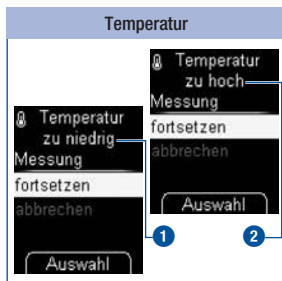 Temperatur
Temperatur
zu niedrig
Messung
fortsetzen
abbrechen
Auswahl
1
Temperatur
zu hoch
Messung
fortsetzen
abbrechen
Auswahl
2